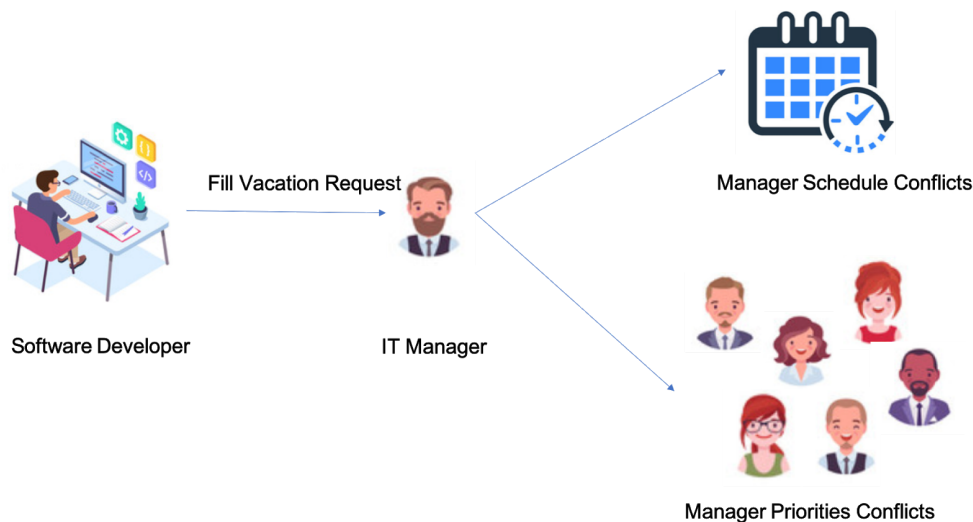 Manager Schedule Conflicts
Fill Vacation Request
Software Developer
IT Manager
Manager Priorities Conflicts